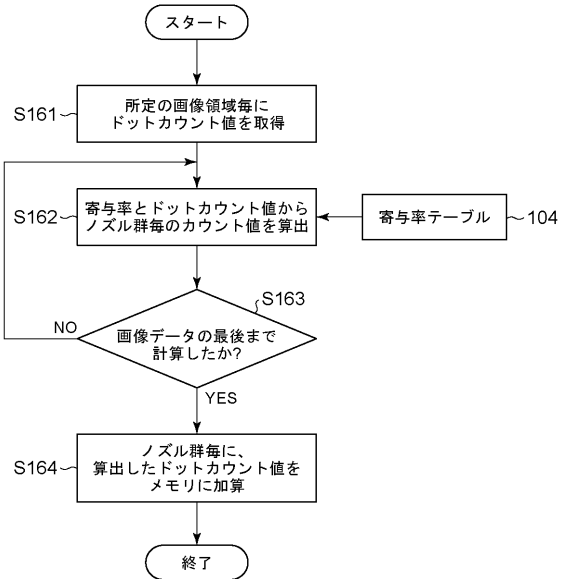 スタート
S161
所定の画像領域毎に
ドットカウント値を取得
S162
寄与率とドットカウント値から
ノズル群毎のカウント値を算出
寄与率テーブル
104
S163
NO
画像データの最後まで
計算したか?
YES
S164
ノズル群毎に、
算出したドットカウント値を
メモリに加算
終了